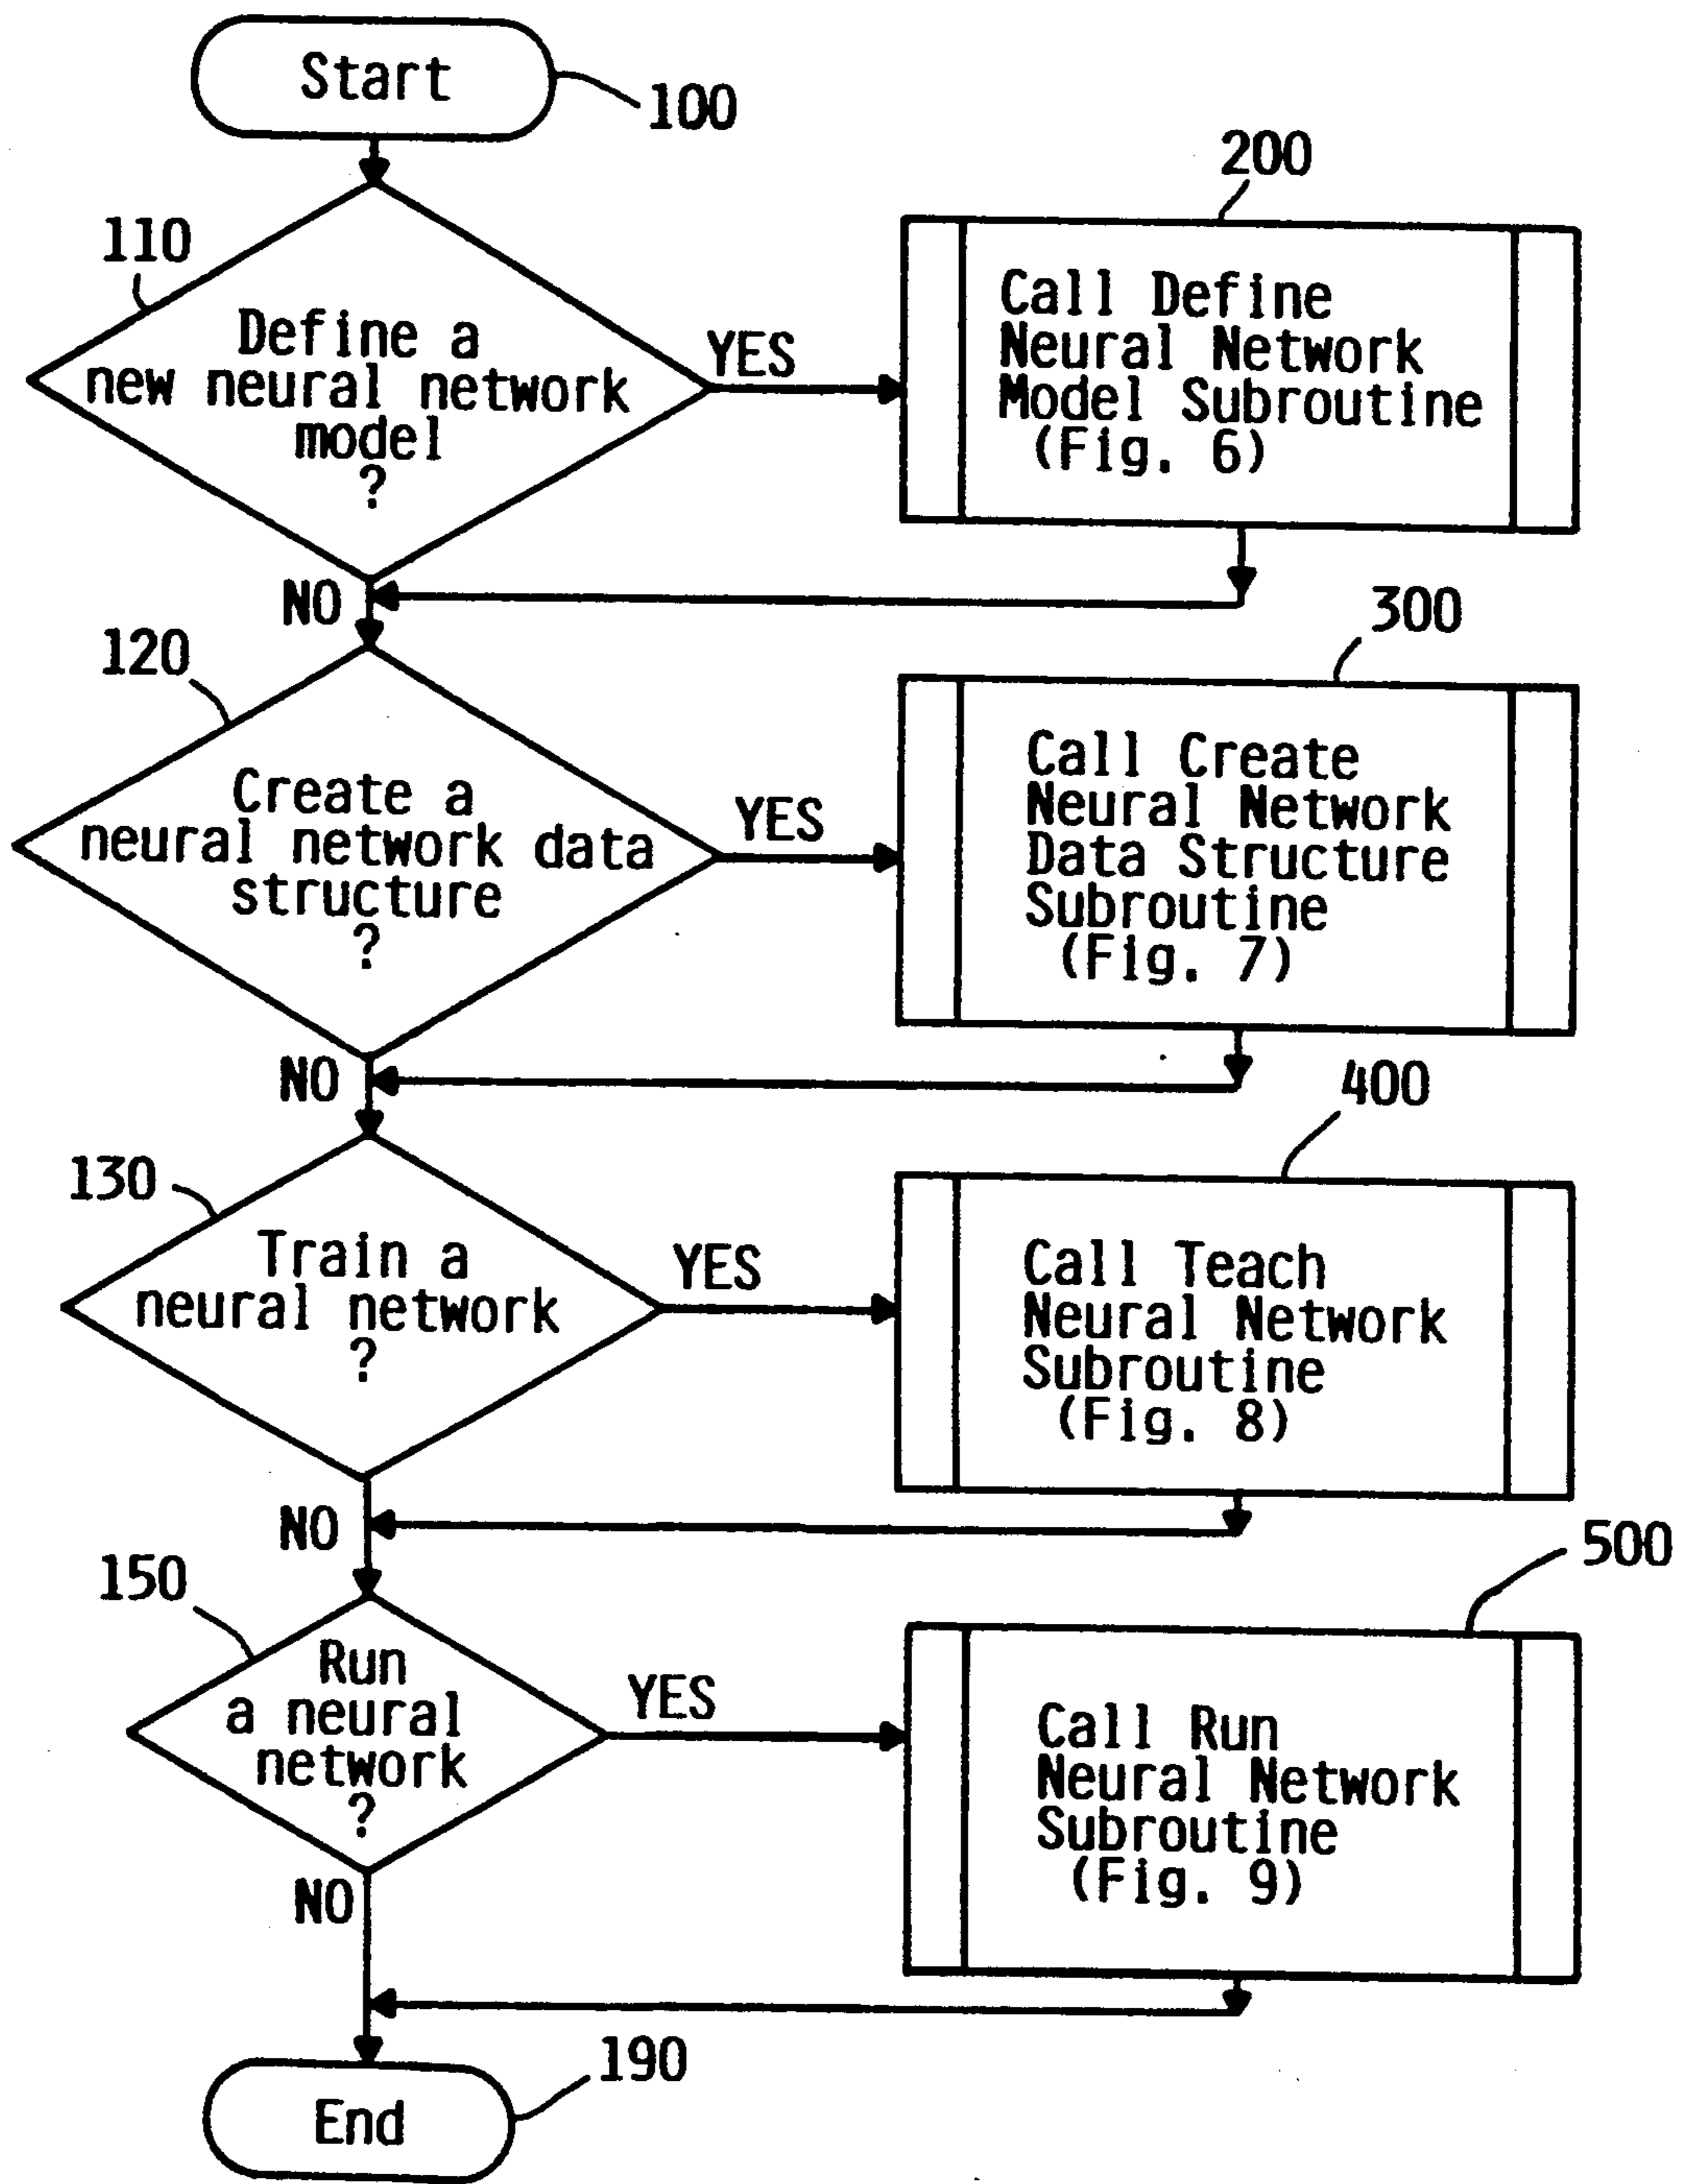 Start
100
200
110
Define a
new neural network
model
?
YES
Call Define
Neural Network
Model Subroutine
(Fig. 6)
NO
300
120
Create a
neural network data
structure
?
YES
Call Create
Neural Network
Data Structure
Subroutine
(Fig. 7)
NO
400
130
Train a
neural network
?
YES
Call Teach
Neural Network
Subroutine
(Fig. 8)
NO
500
150
Run
a neural
network
?
YES
Call Run
Neural Network
Subroutine
(Fig. 9)
NO
190
End